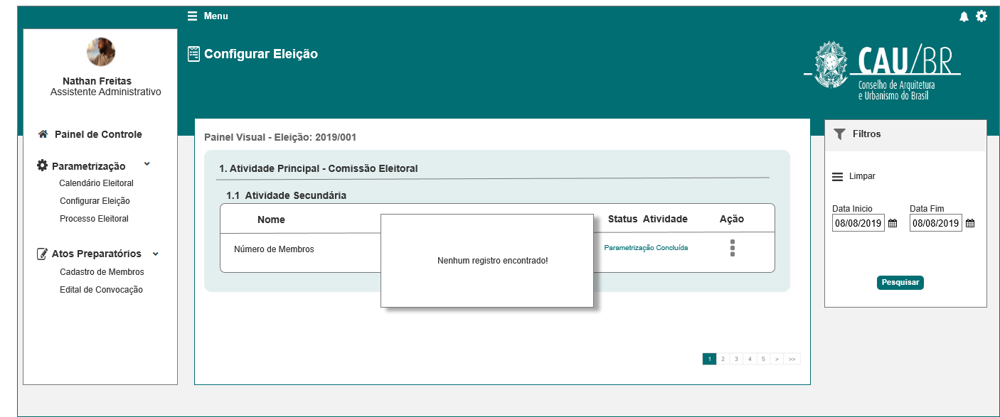 Menu
Configurar Eleição
CAU/BR
Conselho de Arquitetura
e Urbanismo do Brasil
Nathan Freitas
Assistente Administrativo
Painel de Controle
Parametrização
Calendário Eleitoral
Configurar Eleição
Processo Eleitoral
Atos Preparatórios
Cadastro de Membros
Edital de Convocação
Painel Visual - Eleição: 2019/001
1. Atividade Principal - Comissão Eleitoral
1.1 Atividade Secundária
Nome Status Atividade Ação
Número de Membros Parametrização Concluída
Nenhum registro encontrado!
1 2 3 4 5 > >>
Filtros
Limpar
Data Inicio Data Fim
08/08/2019 08/08/2019
Pesquisar